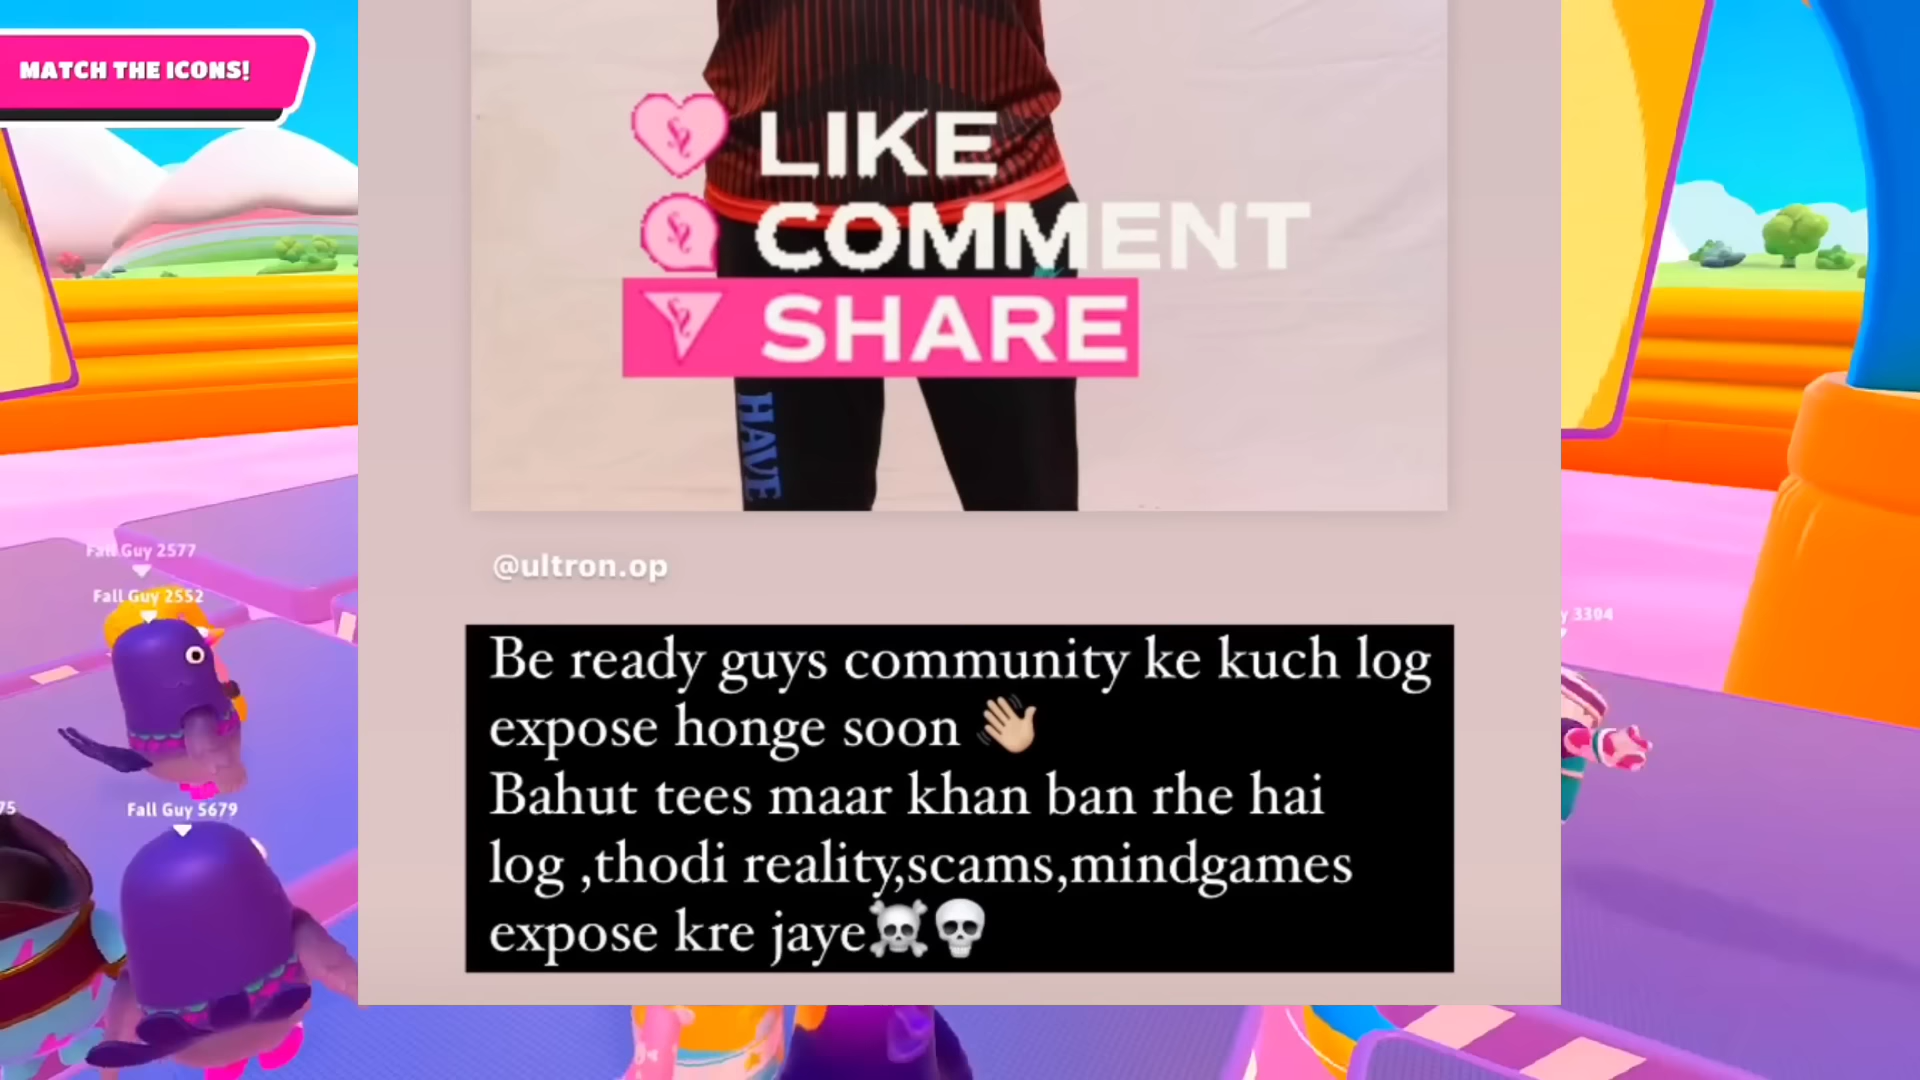 MATCH THE ICONS!
LIKE
COMMENT
SHARE
HAVE
@ultron.op
Fall Guy 2577
Fall Guy 2552
3304
Be ready guys community ke kuch log
expose honge soon 👋🏼
Bahut tees maar khan ban rhe hai
log ,thodi reality,scams,mindgames
expose kre jaye☠️💀
75
Fall Guy 5679